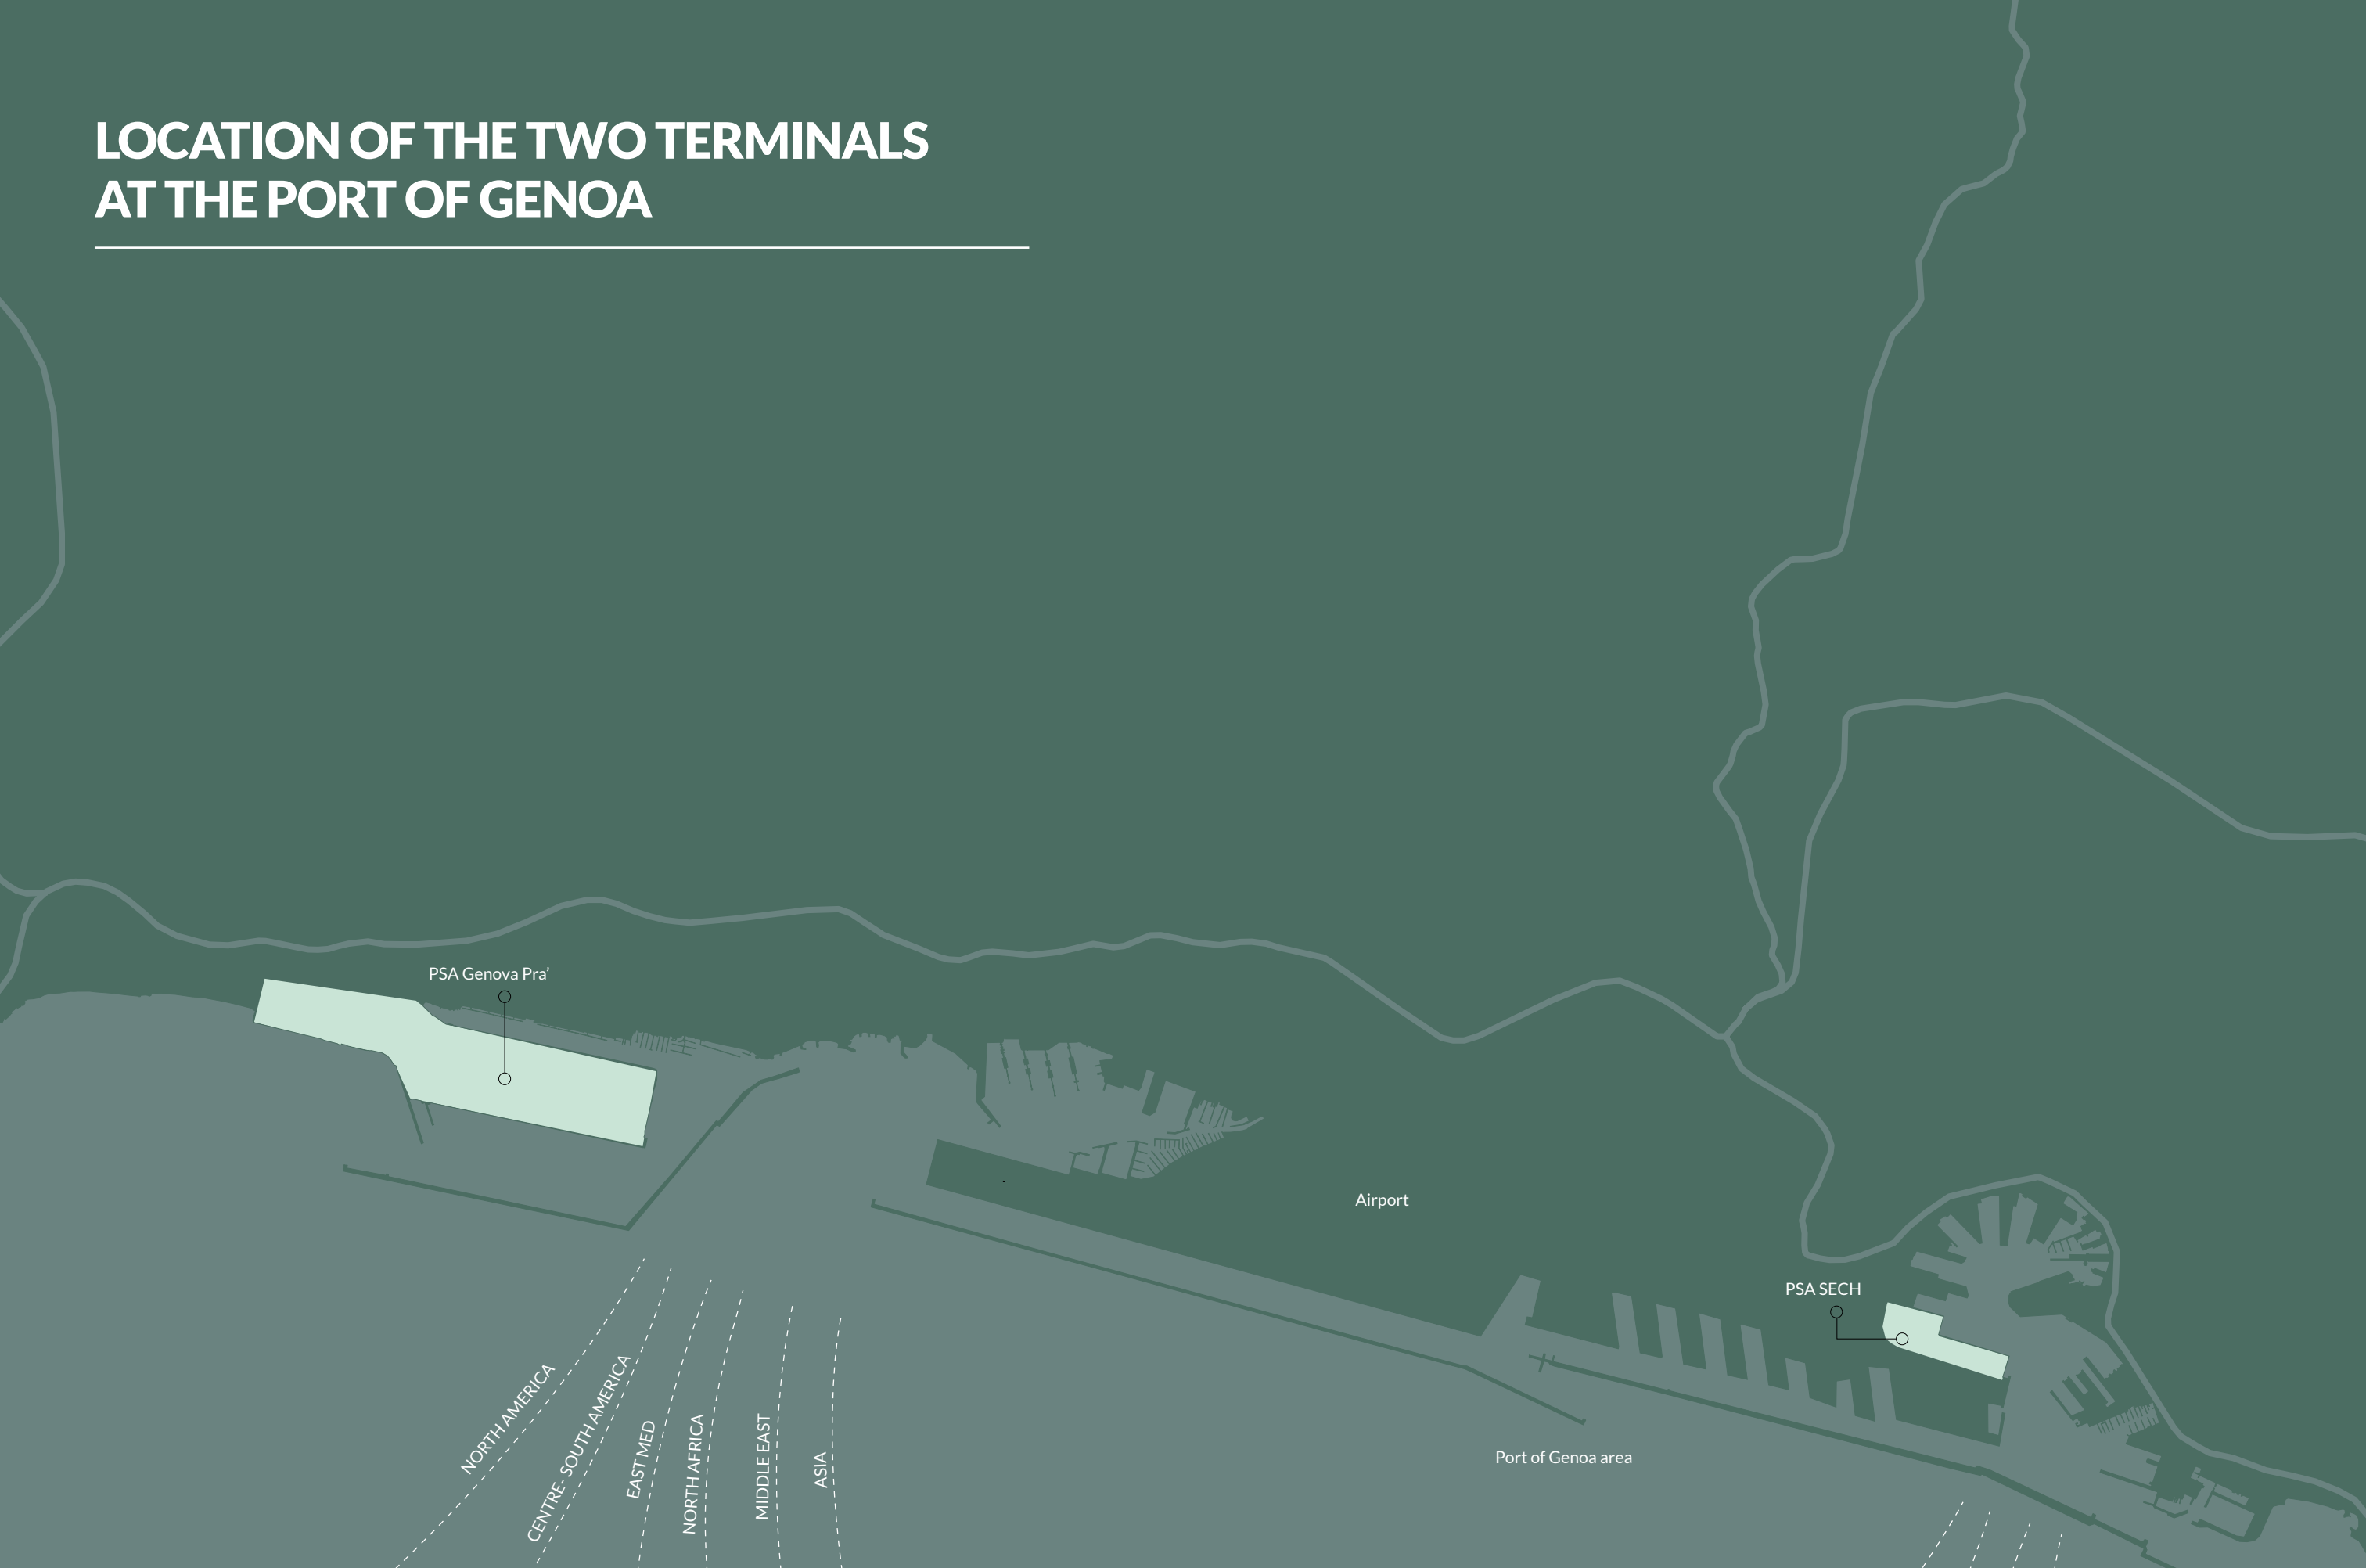 LOCATION OF THE TWO TERMINALS
AT THE PORT OF GENOA
PSA Genova Pra'
Airport
PSA SECH
Port of Genoa area
NORTH AMERICA
CENTRE- SOUTH AMERICA
EAST MED
NORTH AFRICA
MIDDLE EAST
ASIA